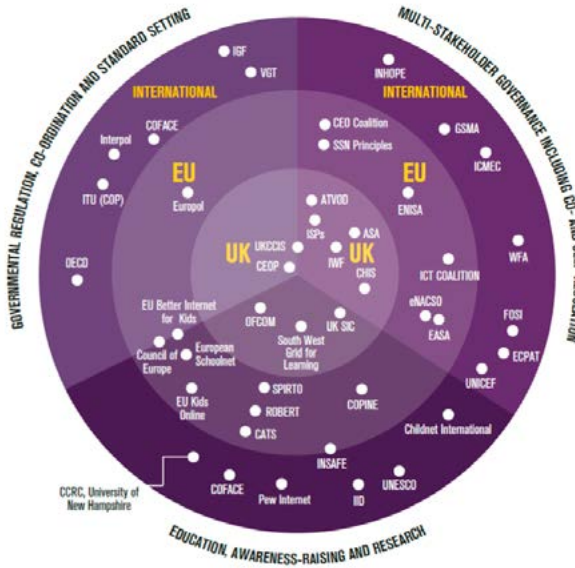 GOVERNMENTAL REGULATION, CO-ORDINATION AND STANDARD SETTING
MULTI-STAKEHOLDER GOVERNANCE INCLUDING CO- AND SELF-REGULATION
IGF
VGT
INTERNATIONAL
COFACE
Interpol
ITU (COP)
EU
Europol
OECD
INHOPE
INTERNATIONAL
CEO Coalition
SSN Principles
GSMA
ICMEC
EU
ENISA
ATVOD
ISPs
ASA
UKCCIS
UK
IWF
UK
CEOP
CHIS
WFA
ICT COALITION
eNACSO
EASA
FOSI
ECPAT
UNICEF
EU Better Internet
for Kids
Council of
Europe
European
Schoolnet
EU Kids
Online
OFCOM
South West
Grid for
Learning
UK SIC
SPIRTO
ROBERT
CATS
COPINE
Childnet International
INSAFE
CCRC, University of
New Hampshire
COFACE
Pew Internet
IID
UNESCO
EDUCATION, AWARENESS-RAISING AND RESEARCH